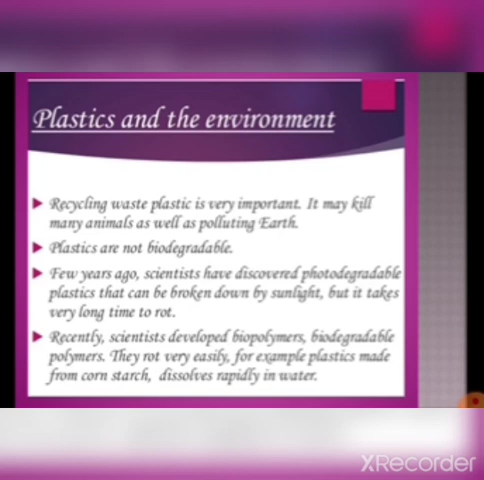 Plastics and the environment
Recycling waste plastic is very important. It may kill
many animals as well as polluting Earth.
Plastics are not biodegradable.
Few years ago, scientists have discovered photodegradable
plastics that can be broken down by sunlight, but it takes
very long time to rot.
Recently, scientists developed biopolymers, biodegradable
polymers. They rot very easily, for example plastics made
from corn starch, dissolves rapidly in water.
XRecorder